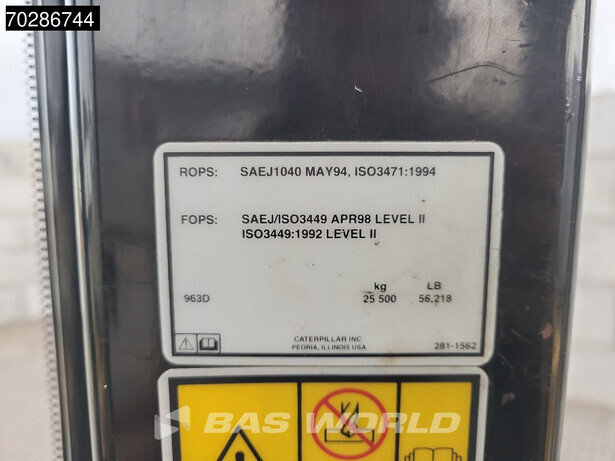 70286744
ROPS: SAEJ1040 MAY94, ISO3471:1994
FOPS: SAEJ/ISO3449 APR98 LEVEL II
ISO3449:1992 LEVEL II
kg LB
963D 25 500 56,218
CATERPILLAR INC
PEORIA, ILLINOIS USA
281-1562
BAS WORLD